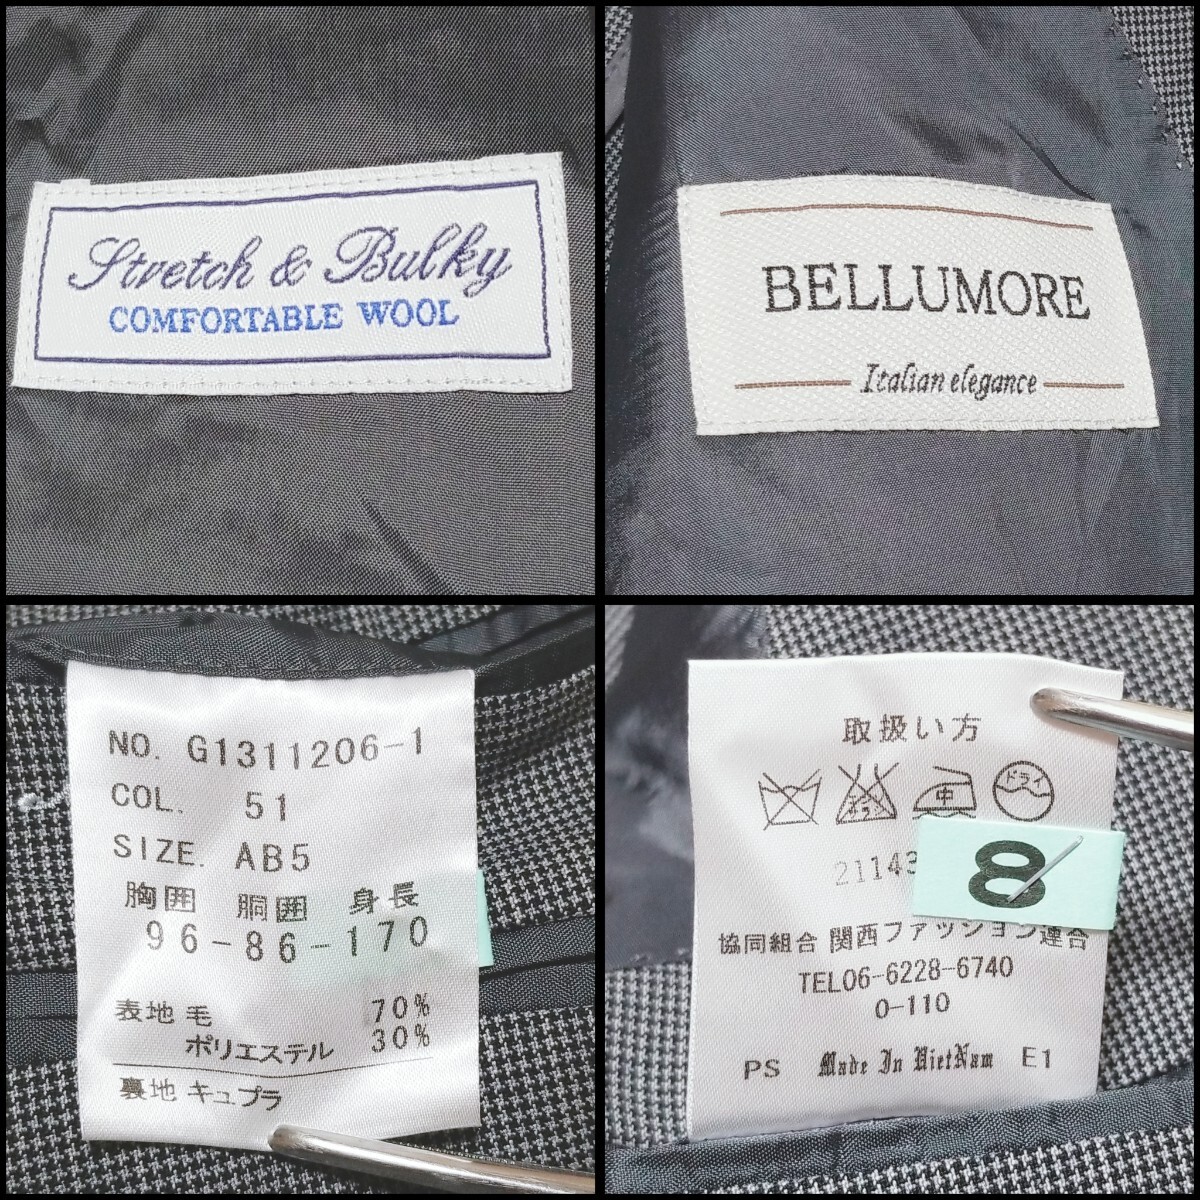 Stretch & Bulky
COMFORTABLE WOOL
BELLUMORE
Italian elegance
NO. G1311206-1
COL. 51
SIZE. AB5
胸囲 胴囲 身長
96-86-170
表地 毛 70%
ポリエステル 30%
裏地 キュプラ
取扱い方
中 ドライ
21143
8
協同組合 関西ファッション連合
TEL06-6228-6740
0-110
PS Made In VietNam E1